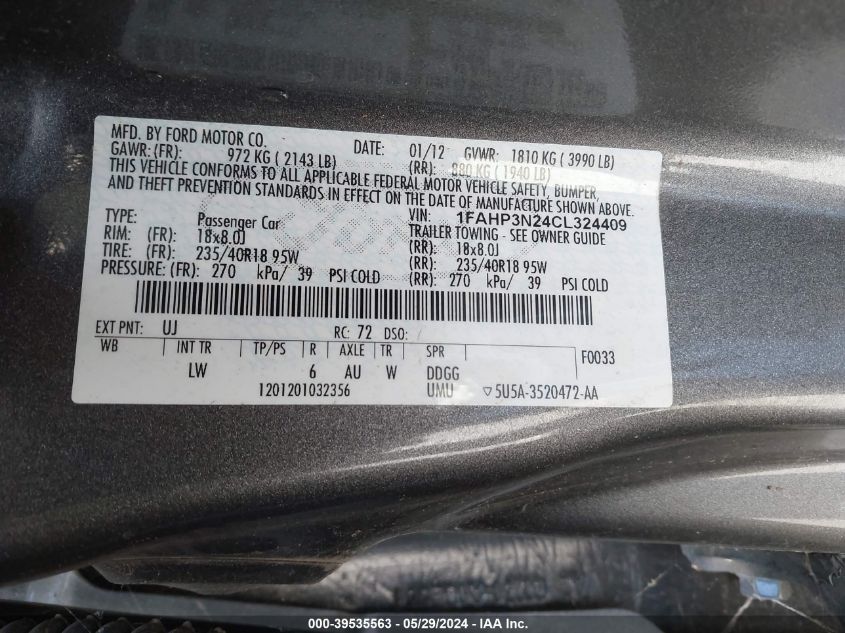 MFD. BY FORD MOTOR CO. DATE: 01/12 GVWR: 1810 KG ( 3990 LB)
GAWR:(FR): 972 KG ( 2143 LB) (RR): 880 KG ( 1940 LB)
THIS VEHICLE CONFORMS TO ALL APPLICABLE FEDERAL MOTOR VEHICLE SAFETY, BUMPER,
AND THEFT PREVENTION STANDARDS IN EFFECT ON THE DATE OF MANUFACTURE SHOWN ABOVE.
VIN: 1FAHP3N24CL324409
TYPE: Passenger Car TRAILER TOWING - SEE OWNER GUIDE
RIM: (FR): 18x8.0J (RR): 18x8.0J
TIRE: (FR): 235/40R18 95W (RR): 235/40R18 95W
PRESSURE: (FR): 270 kPa/ 39 PSI COLD (RR): 270 kPa/ 39 PSI COLD
EXT PNT: UJ RC: 72 DSO: /
WB INT TR TP/PS R AXLE TR SPR F0033
LW 6 AU W DDGG
1201201032356 UMU ▽5U5A-3520472-AA
000-39535563 - 05/29/2024 - IAAI - www.iaai.com.